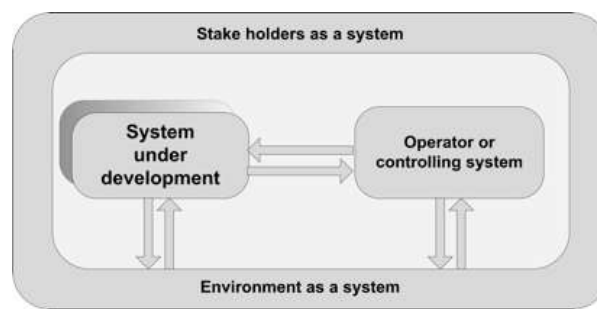 Stake holders as a system
System
under
development
Operator or
controlling system
Environment as a system